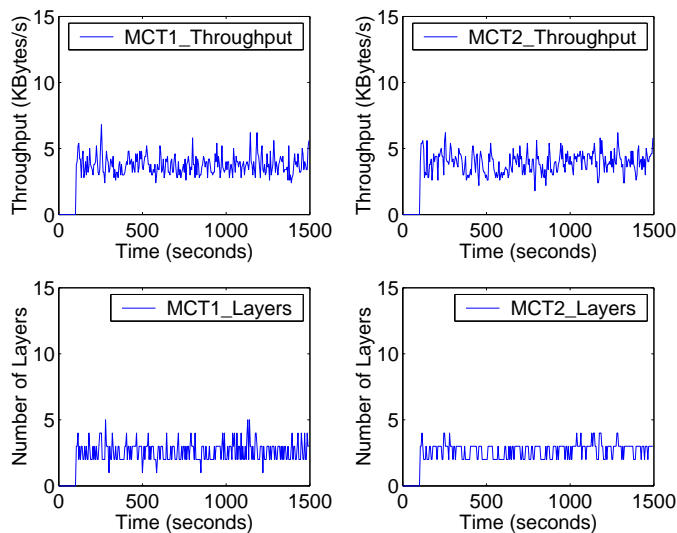 15
10
5
0
Throughput (KBytes/s)
MCT1_Throughput
0 500 1000 1500
Time (seconds)
15
10
5
0
Throughput (KBytes/s)
MCT2_Throughput
0 500 1000 1500
Time (seconds)
15
10
5
0
Number of Layers
MCT1_Layers
0 500 1000 1500
Time (seconds)
15
10
5
0
Number of Layers
MCT2_Layers
0 500 1000 1500
Time (seconds)